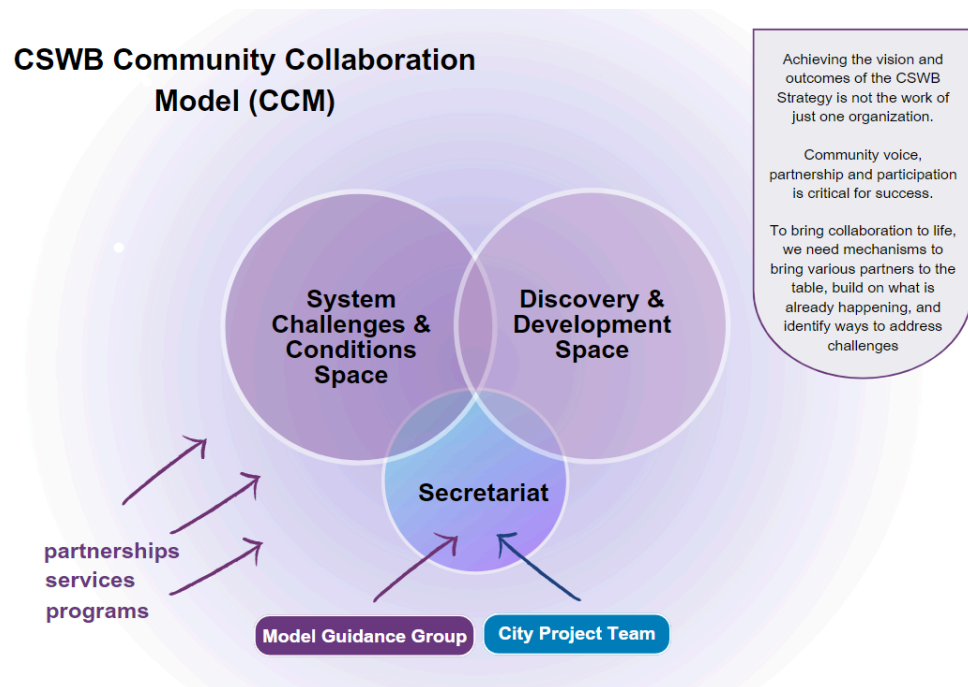 CSWB Community Collaboration
Model (CCM)
Achieving the vision and
outcomes of the CSWB
Strategy is not the work of
just one organization.
Community voice,
partnership and participation
is critical for success.
To bring collaboration to life,
we need mechanisms to
bring various partners to the
table, build on what is
already happening, and
identify ways to address
challenges
System
Challenges &
Conditions
Space
Discovery &
Development
Space
Secretariat
partnerships
services
programs
Model Guidance Group
City Project Team